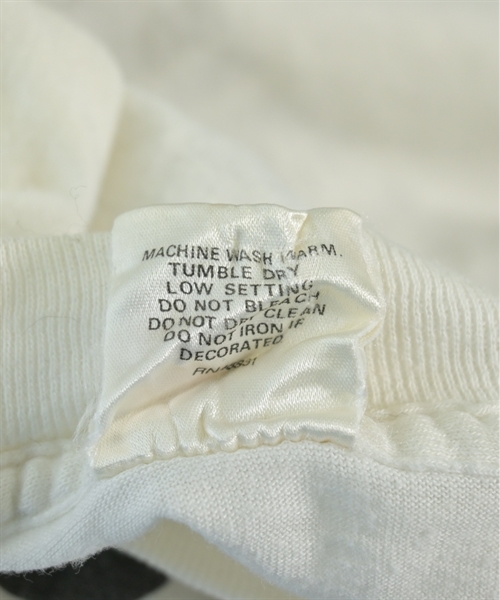 MACHINE WASH WARM.
TUMBLE DRY
LOW SETTING
DO NOT BLEACH
DO NOT DRY CLEAN
DO NOT IRON IF
DECORATED